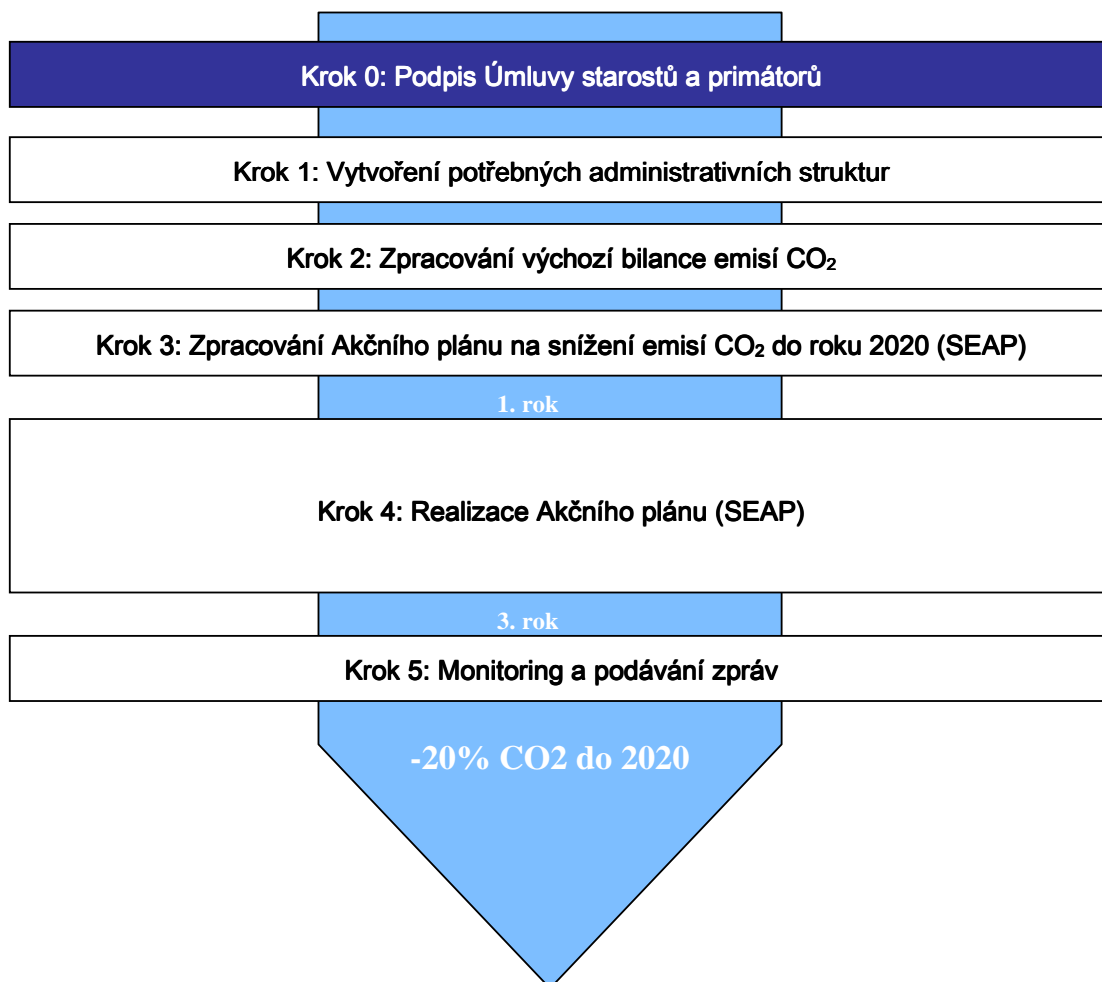 Krok 0: Podpis Úmluvy starostů a primátorů
Krok 1: Vytvoření potřebných administrativních struktur
Krok 2: Zpracování výchozí bilance emisí CO₂
Krok 3: Zpracování Akčního plánu na snížení emisí CO₂ do roku 2020 (SEAP)
1. rok
Krok 4: Realizace Akčního plánu (SEAP)
3. rok
Krok 5: Monitoring a podávání zpráv
-20% CO2 do 2020